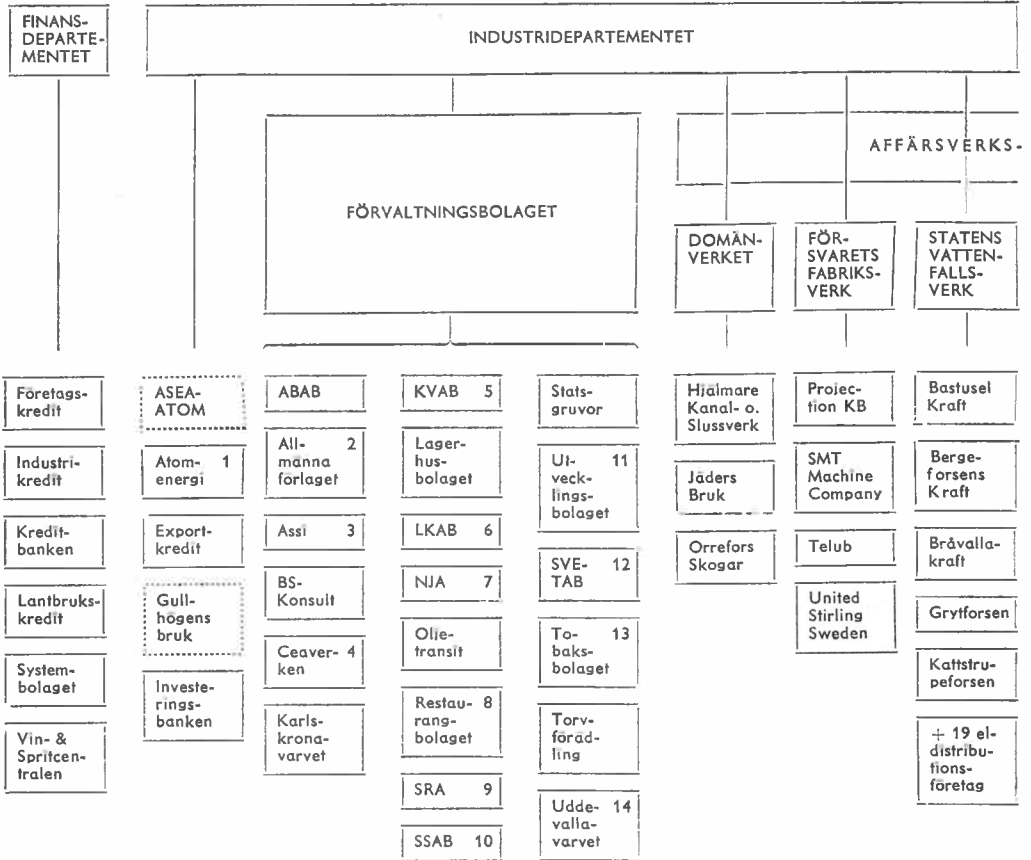 FINANS-
DEPARTE-
MENTET
INDUSTRIDEPARTEMENTET
AFFÄRSVERKS-
FÖRVALTNINGSBOLAGET
DOMÄN-
VERKET
FÖR-
SVARETS
FABRIKS-
VERK
STATENS
VATTEN-
FALLS-
VERK
Företags-
kredit
Industri-
kredit
Kredit-
banken
Lantbruks-
kredit
System-
bolaget
Vin- &
Spritcen-
tralen
ASEA-
ATOM
Atom- 1
energi
Export-
kredit
Gull-
högens
bruk
Investe-
rings-
banken
ABAB
All- 2
männa
förlaget
Assi 3
BS-
Konsult
Ceaver- 4
ken
Karls-
krona-
varvet
KVAB 5
Lager-
hus-
bolaget
LKAB 6
NJA 7
Olje-
transit
Restau- 8
rang-
bolaget
SRA 9
SSAB 10
Stats-
gruvor
Ut- 11
veck-
lings-
bolaget
SVE- 12
TAB
To- 13
baks-
bolaget
Torv-
föräd-
ling
Udde- 14
valla-
varvet
Hjälmare
Kanal- o.
Slussverk
Jäders
Bruk
Orrefors
Skogar
Projec-
tion KB
SMT
Machine
Company
Telub
United
Stirling
Sweden
Bastusel
Kraft
Berge-
forsens
Kraft
Bråvalla-
kraft
Grytforsen
Kattstru-
peforsen
+ 19 el-
distribu-
tions-
företag